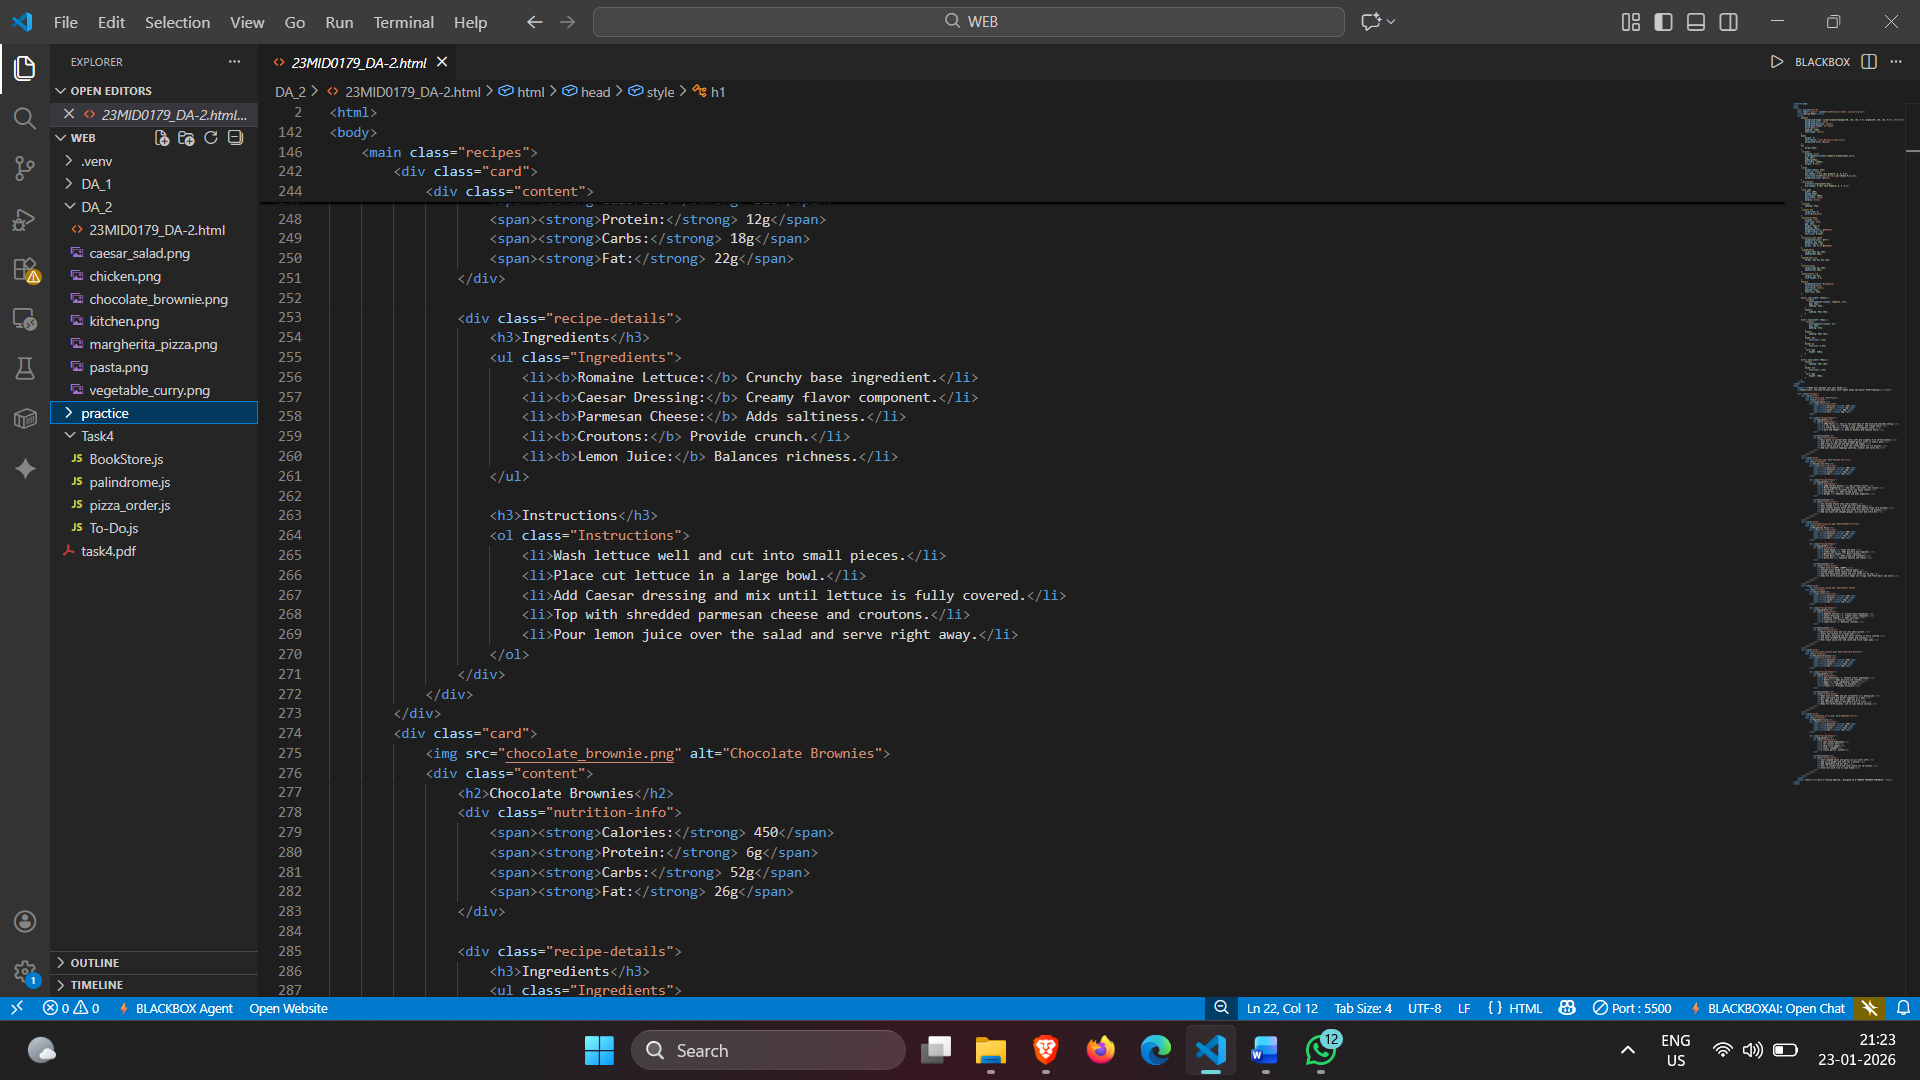 File Edit Selection View Go Run Terminal Help
WEB
EXPLORER
OPEN EDITORS
23MID0179_DA-2.html...
WEB
.venv
DA_1
DA_2
23MID0179_DA-2.html
caesar_salad.png
chicken.png
chocolate_brownie.png
kitchen.png
margherita_pizza.png
pasta.png
vegetable_curry.png
practice
Task4
JS BookStore.js
JS palindrome.js
JS pizza_order.js
JS To-Do.js
task4.pdf
OUTLINE
TIMELINE
23MID0179_DA-2.html
BLACKBOX
DA_2 > 23MID0179_DA-2.html > html > head > style > h1
2 <html>
142 <body>
146 <main class="recipes">
242 <div class="card">
244 <div class="content">
248 <span><strong>Protein:</strong> 12g</span>
249 <span><strong>Carbs:</strong> 18g</span>
250 <span><strong>Fat:</strong> 22g</span>
251 </div>
252
253 <div class="recipe-details">
254 <h3>Ingredients</h3>
255 <ul class="Ingredients">
256 <li><b>Romaine Lettuce:</b> Crunchy base ingredient.</li>
257 <li><b>Caesar Dressing:</b> Creamy flavor component.</li>
258 <li><b>Parmesan Cheese:</b> Adds saltiness.</li>
259 <li><b>Croutons:</b> Provide crunch.</li>
260 <li><b>Lemon Juice:</b> Balances richness.</li>
261 </ul>
262
263 <h3>Instructions</h3>
264 <ol class="Instructions">
265 <li>Wash lettuce well and cut into small pieces.</li>
266 <li>Place cut lettuce in a large bowl.</li>
267 <li>Add Caesar dressing and mix until lettuce is fully covered.</li>
268 <li>Top with shredded parmesan cheese and croutons.</li>
269 <li>Pour lemon juice over the salad and serve right away.</li>
270 </ol>
271 </div>
272 </div>
273 </div>
274 <div class="card">
275 <img src="chocolate_brownie.png" alt="Chocolate Brownies">
276 <div class="content">
277 <h2>Chocolate Brownies</h2>
278 <div class="nutrition-info">
279 <span><strong>Calories:</strong> 450</span>
280 <span><strong>Protein:</strong> 6g</span>
281 <span><strong>Carbs:</strong> 52g</span>
282 <span><strong>Fat:</strong> 26g</span>
283 </div>
284
285 <div class="recipe-details">
286 <h3>Ingredients</h3>
287 <ul class="Ingredients">
1
0 0 BLACKBOX Agent Open Website Ln 22, Col 12 Tab Size: 4 UTF-8 LF { } HTML Port : 5500 BLACKBOXAI: Open Chat
Search
12
ENG
US
21:23
23-01-2026